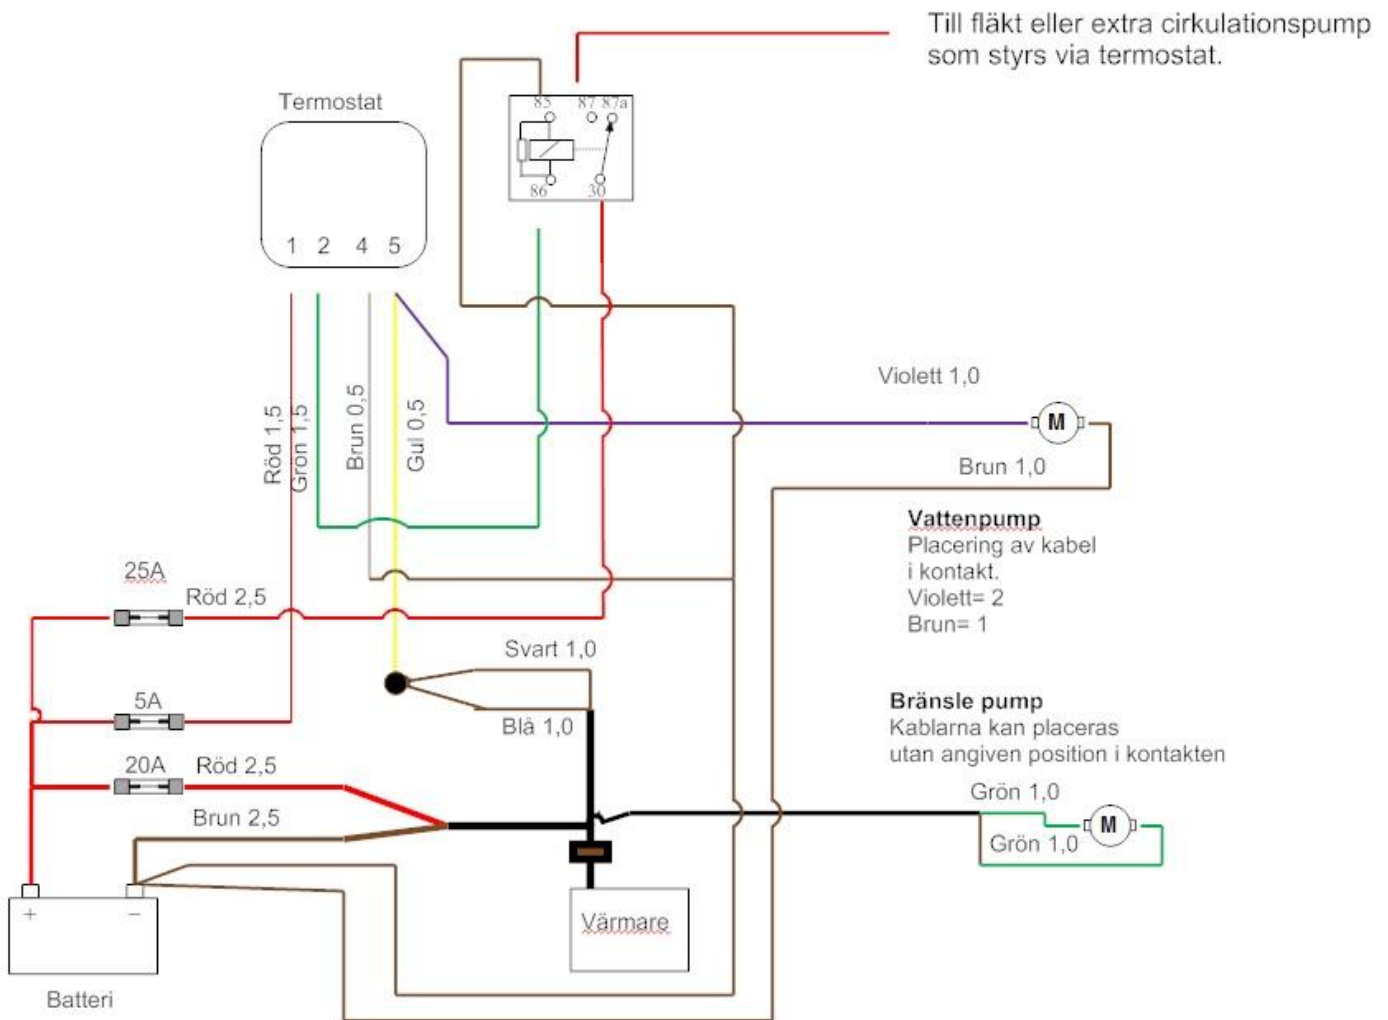 Till fläkt eller extra cirkulationspump
som styrs via termostat.
Termostat
85 87 87a
86 30
1 2 4 5
Röd 1,5
Grön 1,5
Brun 0,5
Gul 0,5
Violett 1,0
M
Brun 1,0
Vattenpump
Placering av kabel
i kontakt.
Violett= 2
Brun= 1
25A
Röd 2,5
Svart 1,0
Blå 1,0
5A
20A
Röd 2,5
Brun 2,5
Bränsle pump
Kablarna kan placeras
utan angiven position i kontakten
Grön 1,0
M
Grön 1,0
+ −
Värmare
Batteri